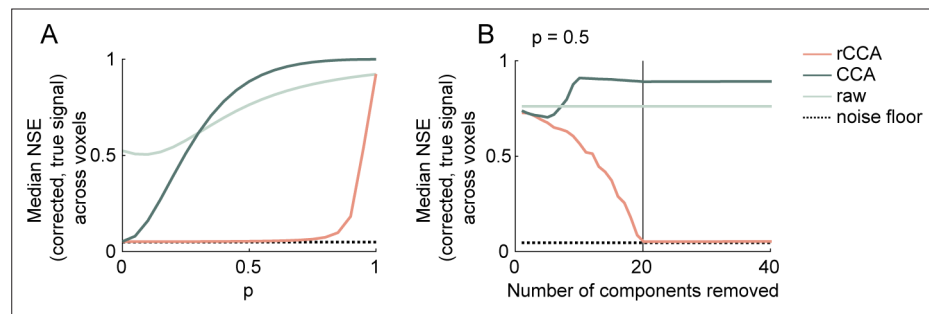 A
Median NSE
(corrected, true signal)
across voxels
1
0.5
0
0
0.5
1
p
B
p = 0.5
Median NSE
(corrected, true signal)
across voxels
1
0.5
0
0
20
40
Number of components removed
rCCA
CCA
raw
noise floor